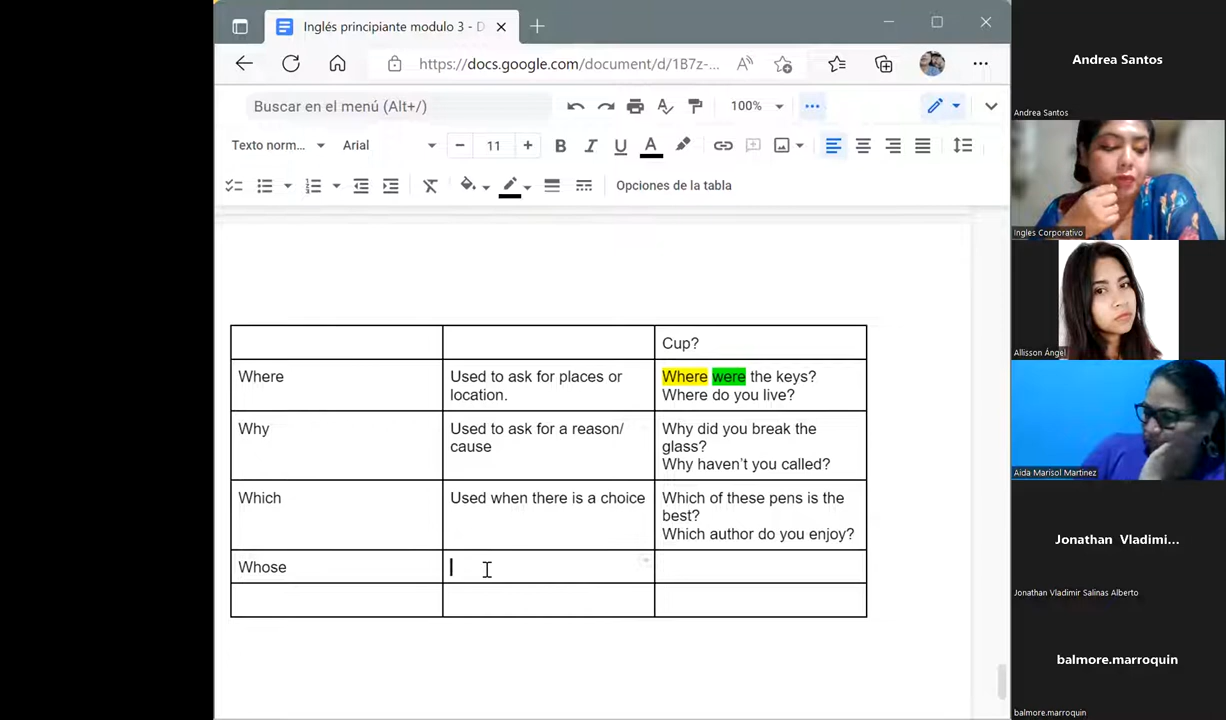 Inglés principiante modulo 3 - D
https://docs.google.com/document/d/1B7z-...
Buscar en el menú (Alt+/)
100%
Texto norm...
Arial
11
Opciones de la tabla
Cup?
Where
Used to ask for places or
location.
Where were the keys?
Where do you live?
Why
Used to ask for a reason/
cause
Why did you break the
glass?
Why haven't you called?
Which
Used when there is a choice
Which of these pens is the
best?
Which author do you enjoy?
Whose
Andrea Santos
Andrea Santos
Ingles Corporativo
Allisson Ángel
Aida Marisol Martinez
Jonathan Vladimi...
Jonathan Vladimir Salinas Alberto
balmore.marroquin
balmore.marroquin